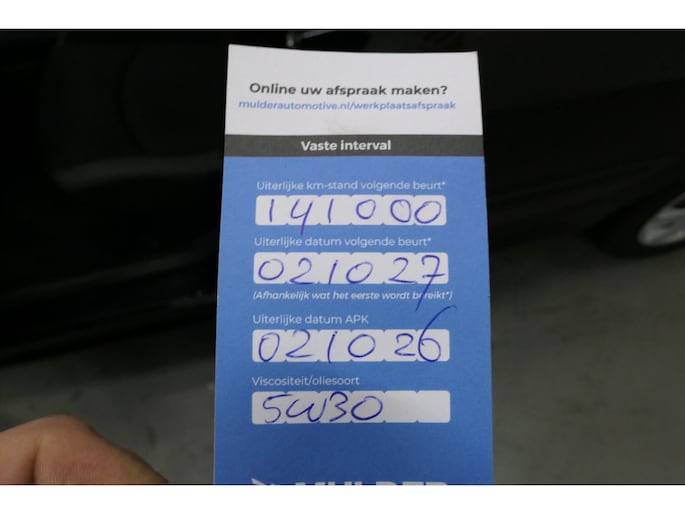 Online uw afspraak maken?
mulderautomotive.nl/werkplaatsafspraak
Vaste interval
Uiterlijke km-stand volgende beurt*
141000
Uiterlijke datum volgende beurt*
021027
(Afhankelijk wat het eerste wordt bereikt*)
Uiterlijke datum APK
021026
Viscositeit/oliesoort
5W30
MULDER